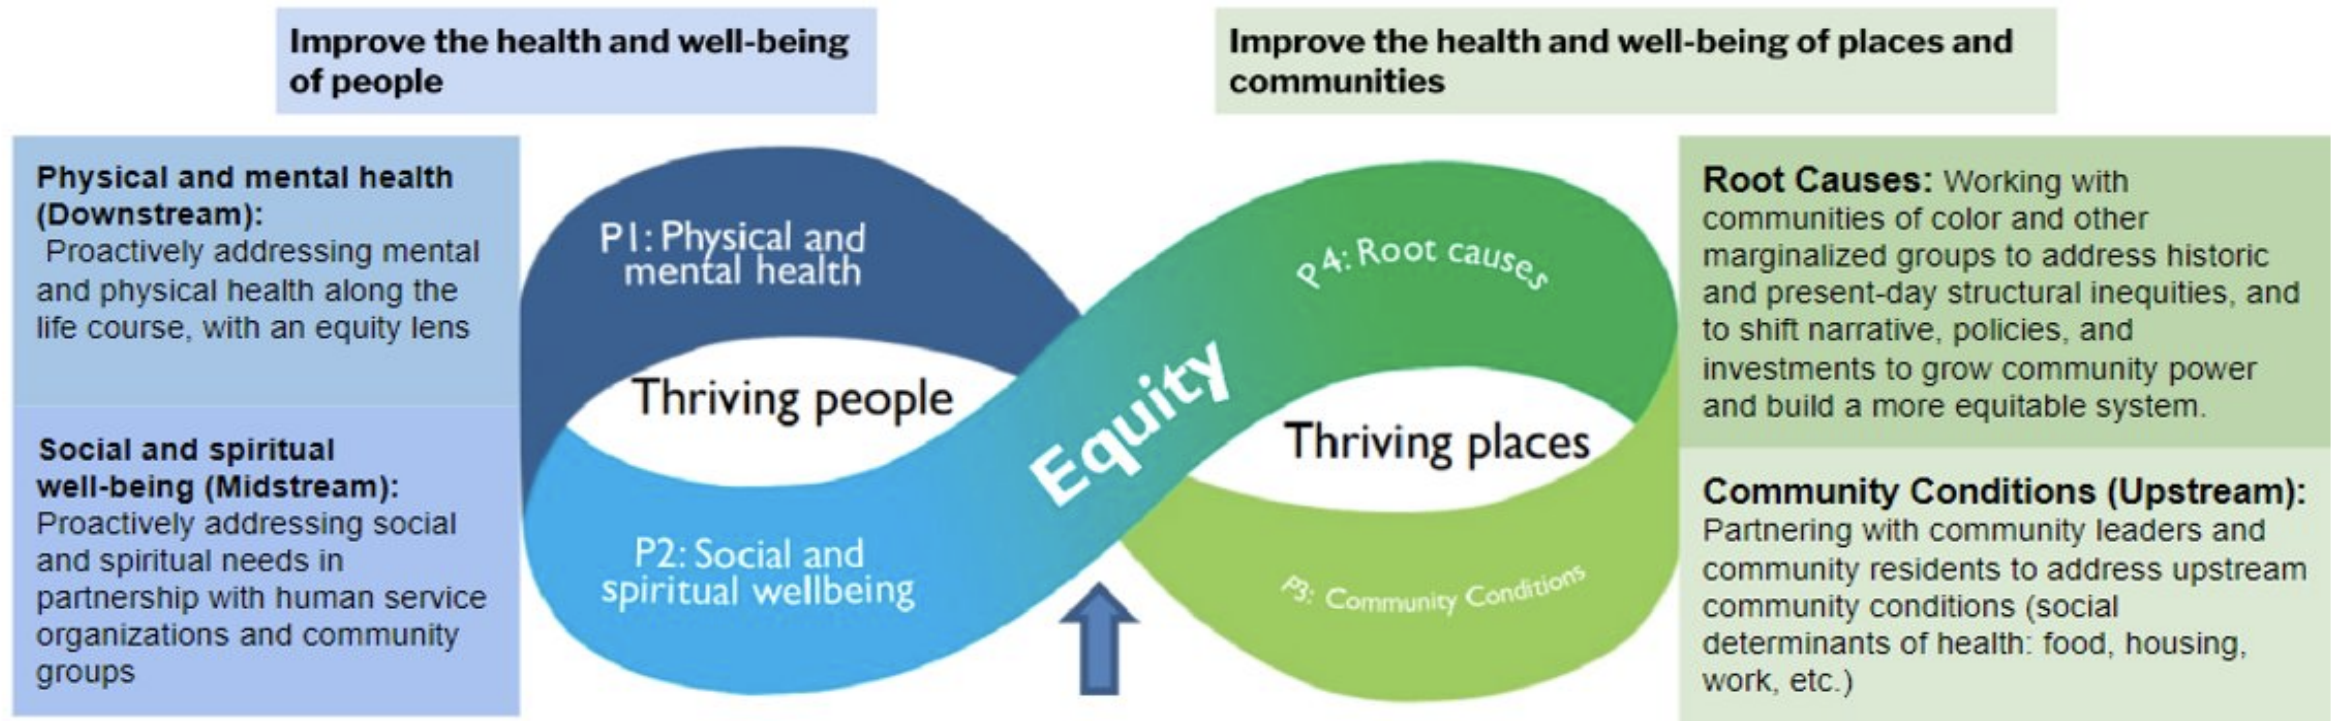 Improve the health and well-being
of people
Improve the health and well-being of places and
communities
Physical and mental health
(Downstream):
Proactively addressing mental
and physical health along the
life course, with an equity lens
Social and spiritual
well-being (Midstream):
Proactively addressing social
and spiritual needs in
partnership with human service
organizations and community
groups
P1: Physical and
mental health
Thriving people
P2: Social and
spiritual wellbeing
Equity
P4: Root causes
Thriving places
P3: Community Conditions
Root Causes: Working with
communities of color and other
marginalized groups to address historic
and present-day structural inequities, and
to shift narrative, policies, and
investments to grow community power
and build a more equitable system.
Community Conditions (Upstream):
Partnering with community leaders and
community residents to address upstream
community conditions (social
determinants of health: food, housing,
work, etc.)